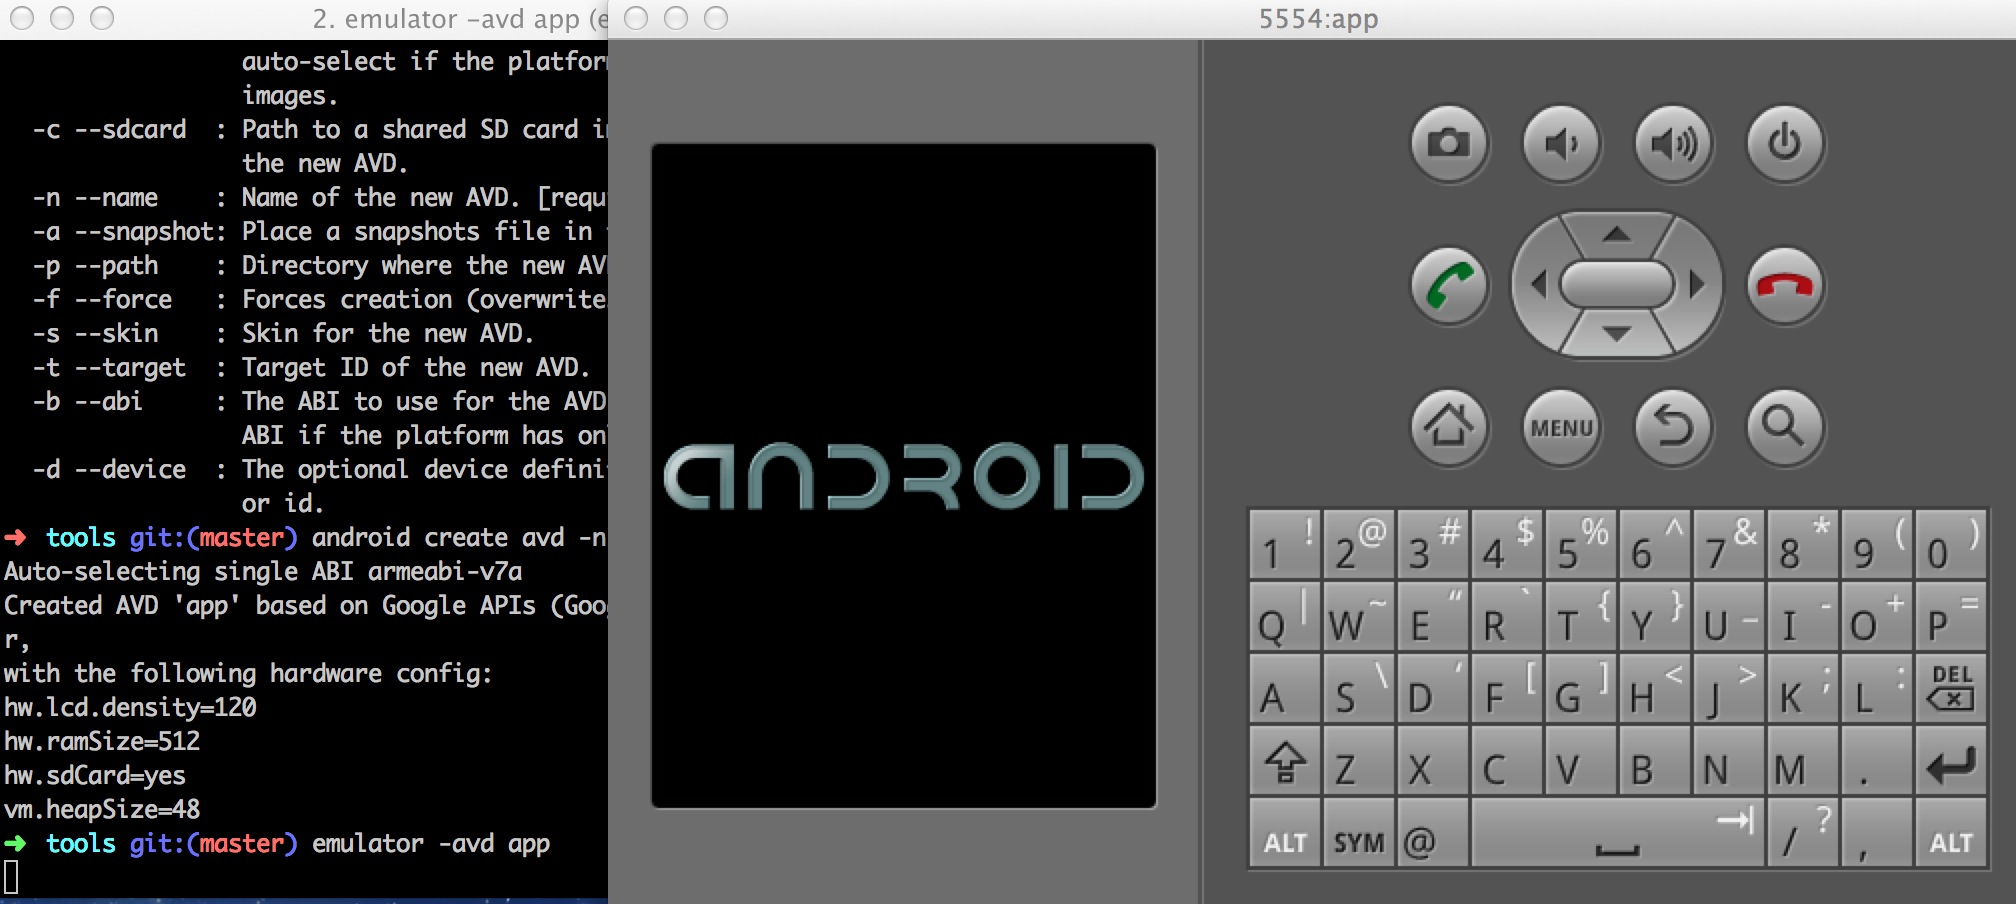 2. emulator -avd app (e
auto-select if the platfor
images.
-c --sdcard  : Path to a shared SD card i
the new AVD.
-n --name    : Name of the new AVD. [requ
-a --snapshot: Place a snapshots file in
-p --path    : Directory where the new AV
-f --force   : Forces creation (overwrite
-s --skin    : Skin for the new AVD.
-t --target  : Target ID of the new AVD.
-b --abi     : The ABI to use for the AVD
ABI if the platform has on
-d --device  : The optional device defini
or id.
➜ tools git:(master) android create avd -n
Auto-selecting single ABI armeabi-v7a
Created AVD 'app' based on Google APIs (Goo
r,
with the following hardware config:
hw.lcd.density=120
hw.ramSize=512
hw.sdCard=yes
vm.heapSize=48
➜ tools git:(master) emulator -avd app
5554:app
ANDROID
MENU
1 ! 2 @ 3 # 4 $ 5 % 6 ^ 7 & 8 * 9 ( 0 )
Q | W ~ E " R ` T { Y } U _ I - O + P =
A S \ D ' F [ G ] H < J > K ; L : DEL
Z X C V B N M .
ALT SYM @ / ? , ALT